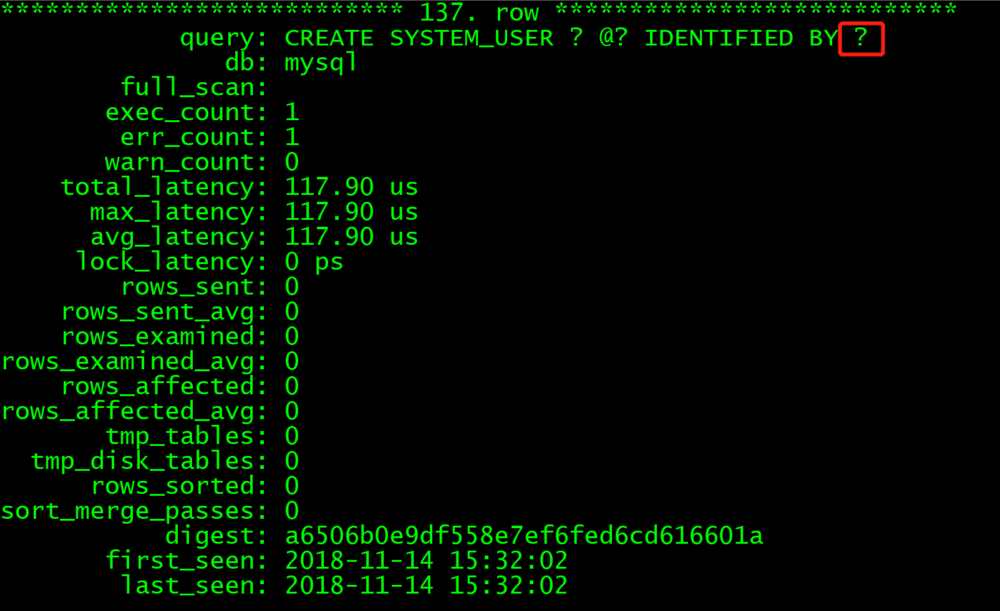 *************************** 137. row ***************************
query: CREATE SYSTEM_USER ? @? IDENTIFIED BY ?
db: mysql
full_scan:
exec_count: 1
err_count: 1
warn_count: 0
total_latency: 117.90 us
max_latency: 117.90 us
avg_latency: 117.90 us
lock_latency: 0 ps
rows_sent: 0
rows_sent_avg: 0
rows_examined: 0
rows_examined_avg: 0
rows_affected: 0
rows_affected_avg: 0
tmp_tables: 0
tmp_disk_tables: 0
rows_sorted: 0
sort_merge_passes: 0
digest: a6506b0e9df558e7ef6fed6cd616601a
first_seen: 2018-11-14 15:32:02
last_seen: 2018-11-14 15:32:02